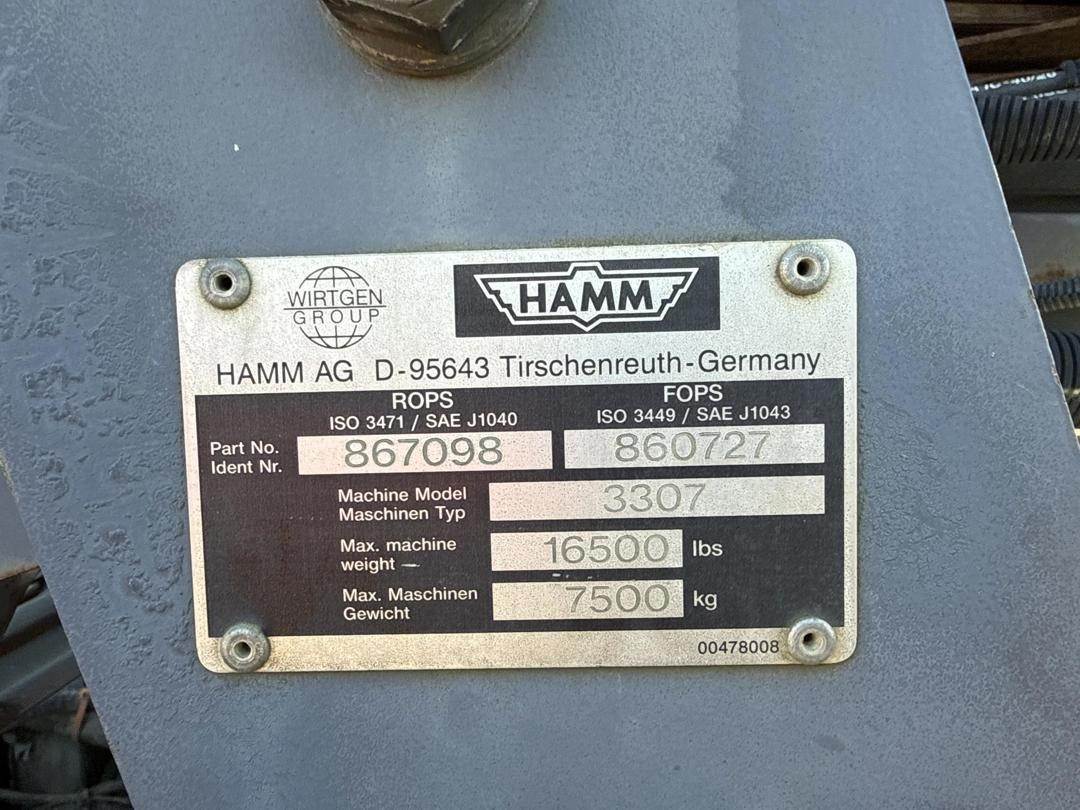 WIRTGEN
GROUP
HAMM
HAMM AG D-95643 Tirschenreuth-Germany
ROPS
ISO 3471 / SAE J1040
FOPS
ISO 3449 / SAE J1043
Part No.
Ident Nr.
867098
860727
Machine Model
Maschinen Typ
3307
Max. machine
weight –
16500 lbs
Max. Maschinen
Gewicht
7500 kg
00478008